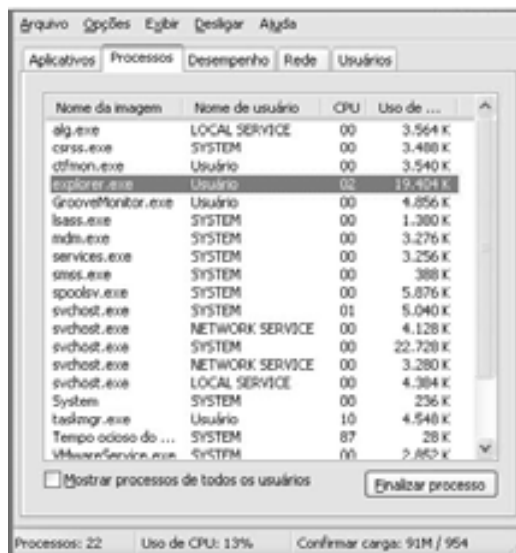 Arquivo Opções Exibir Desligar Ajuda
Aplicativos Processos Desempenho Rede Usuários
Nome da imagem Nome de usuário CPU Uso de ...
alg.exe LOCAL SERVICE 00 3.564 K
csrss.exe SYSTEM 00 3.488 K
ctfmon.exe Usuário 00 3.540 K
explorer.exe Usuário 02 19.404 K
GrooveMonitor.exe Usuário 00 4.856 K
lsass.exe SYSTEM 00 1.380 K
mdm.exe SYSTEM 00 3.276 K
services.exe SYSTEM 00 3.256 K
smss.exe SYSTEM 00 388 K
spoolsv.exe SYSTEM 00 5.876 K
svchost.exe SYSTEM 01 5.040 K
svchost.exe NETWORK SERVICE 00 4.128 K
svchost.exe SYSTEM 00 22.728 K
svchost.exe NETWORK SERVICE 00 3.280 K
svchost.exe LOCAL SERVICE 00 4.384 K
System SYSTEM 00 236 K
taskmgr.exe Usuário 10 4.548 K
Tempo ocioso do ... SYSTEM 87 28 K
VMwareService.exe SYSTEM 00 2.852 K
Mostrar processos de todos os usuários
Finalizar processo
Processos: 22 Uso de CPU: 13% Confirmar carga: 91M / 954